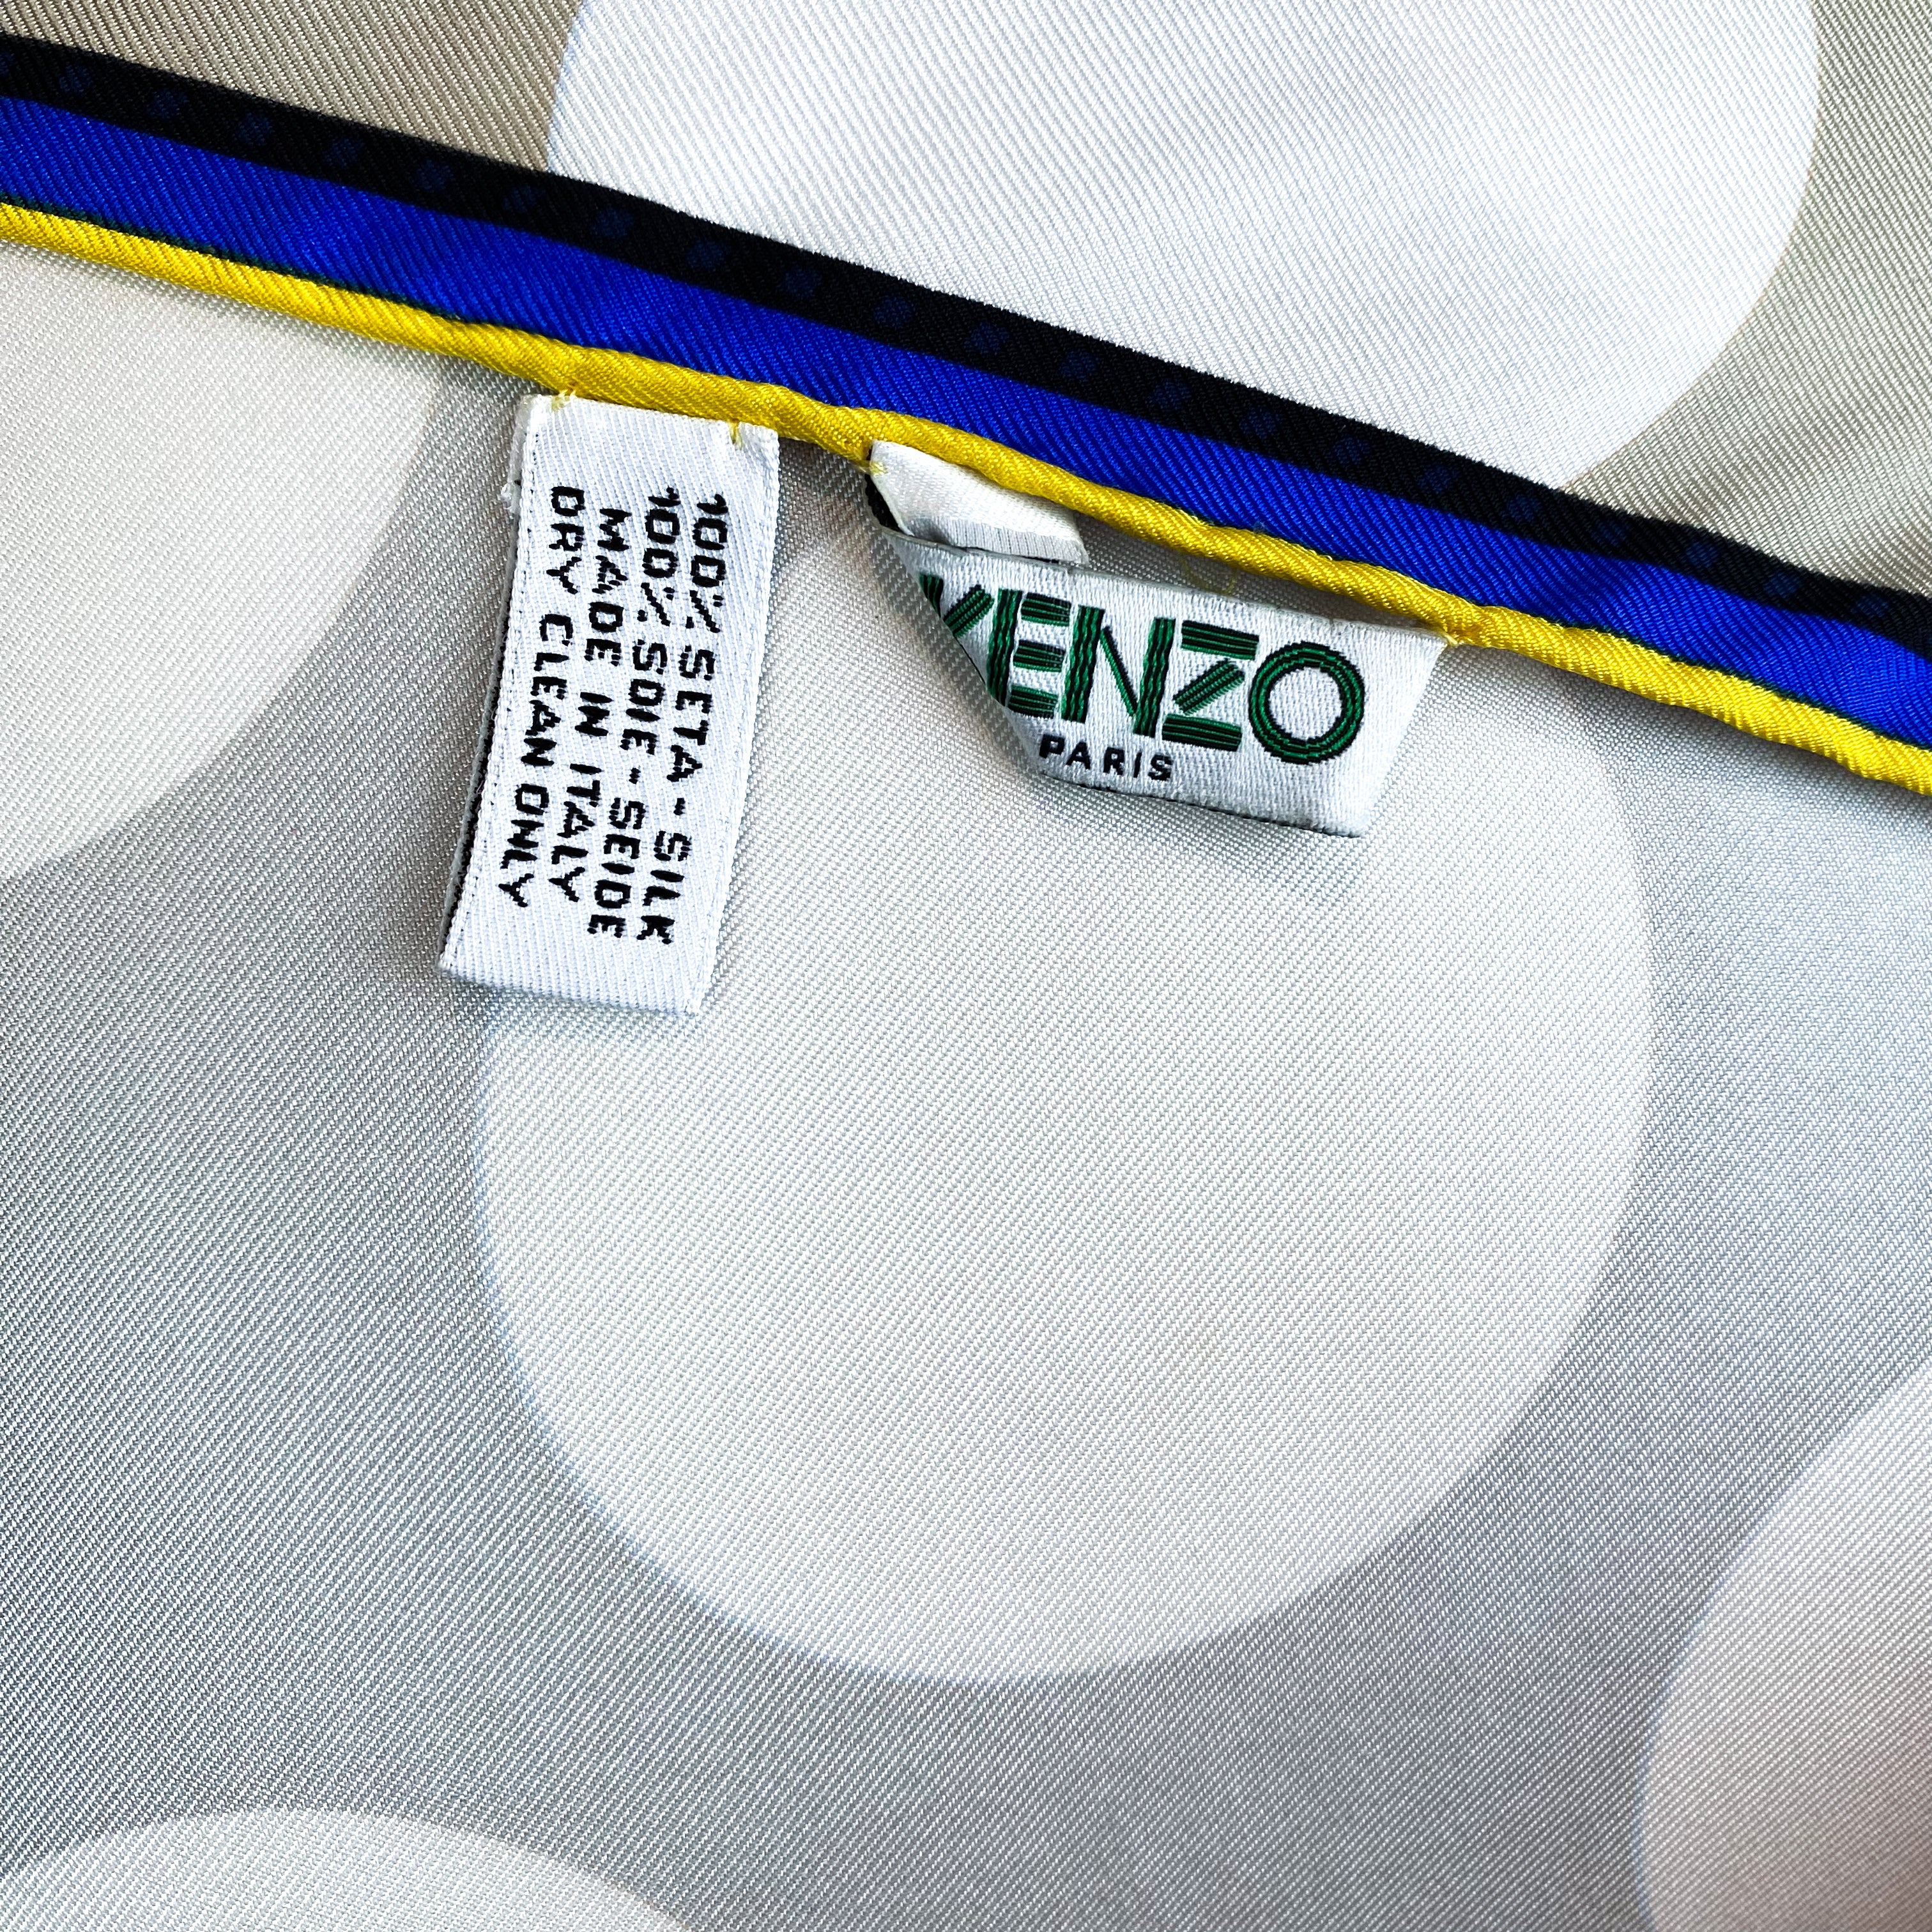 100% SETA - SILK
100% SOIE - SEIDE
MADE IN ITALY
DRY CLEAN ONLY
KENZO
PARIS